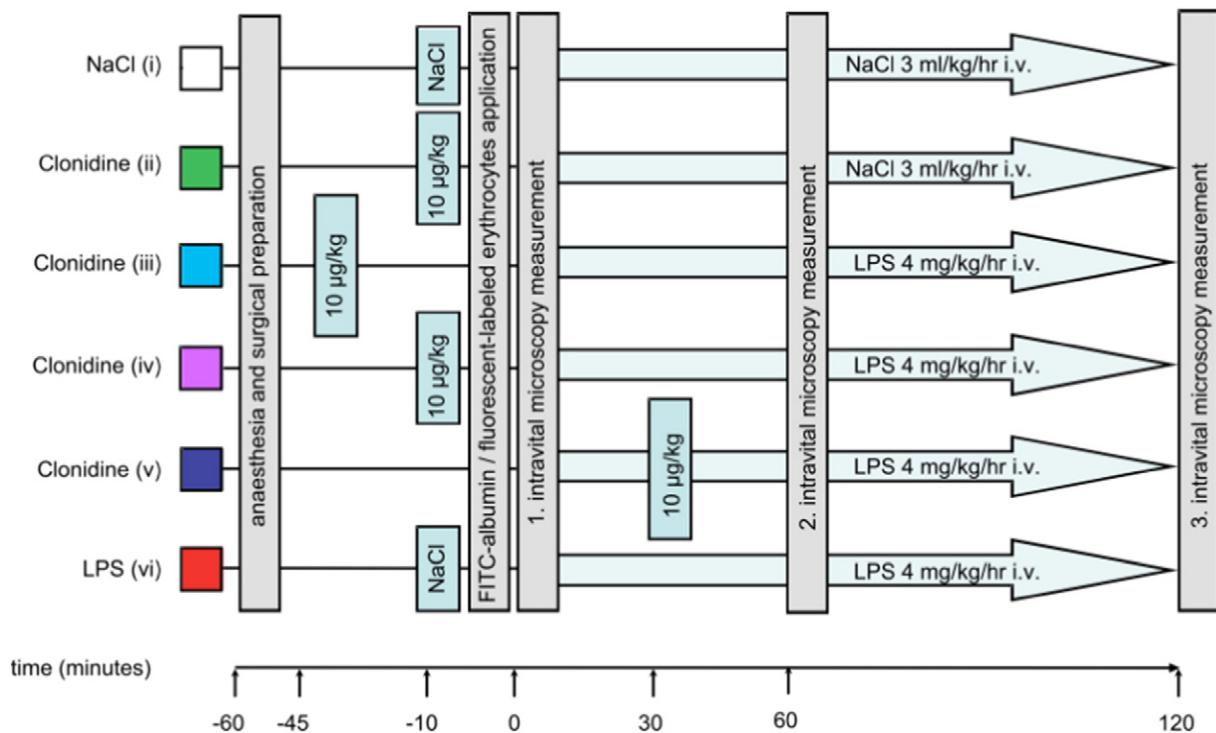 NaCl (i)
NaCl
NaCl 3 ml/kg/hr i.v.
Clonidine (ii)
10 µg/kg
NaCl 3 ml/kg/hr i.v.
Clonidine (iii)
10 µg/kg
LPS 4 mg/kg/hr i.v.
Clonidine (iv)
10 µg/kg
LPS 4 mg/kg/hr i.v.
Clonidine (v)
10 µg/kg
LPS 4 mg/kg/hr i.v.
LPS (vi)
NaCl
LPS 4 mg/kg/hr i.v.
anaesthesia and surgical preparation
FITC-albumin / fluorescent-labeled erythrocytes application
1. intravital microscopy measurement
2. intravital microscopy measurement
3. intravital microscopy measurement
time (minutes)
-60 -45 -10 0 30 60 120